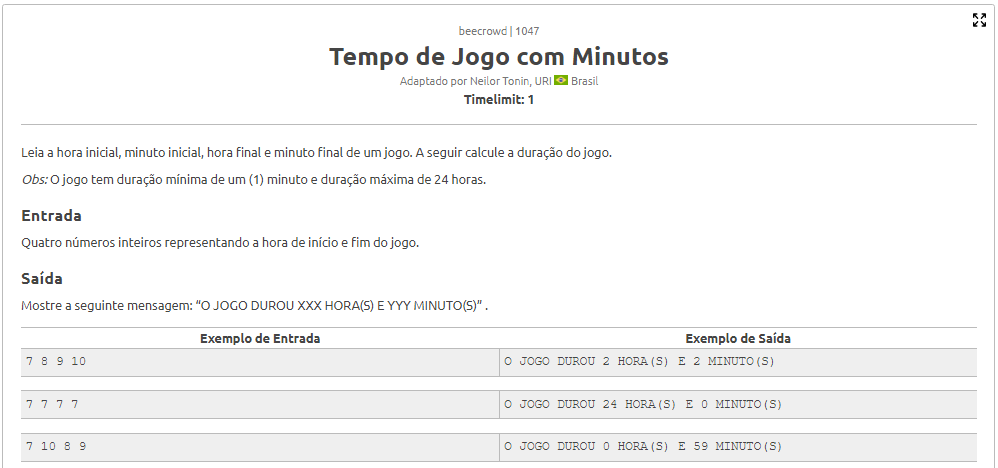 beecrowd | 1047
Tempo de Jogo com Minutos
Adaptado por Neilor Tonin, URI Brasil
Timelimit: 1
Leia a hora inicial, minuto inicial, hora final e minuto final de um jogo. A seguir calcule a duração do jogo.
Obs: O jogo tem duração mínima de um (1) minuto e duração máxima de 24 horas.
Entrada
Quatro números inteiros representando a hora de início e fim do jogo.
Saída
Mostre a seguinte mensagem: “O JOGO DUROU XXX HORA(S) E YYY MINUTO(S)” .
Exemplo de Entrada Exemplo de Saída
7 8 9 10 O JOGO DUROU 2 HORA(S) E 2 MINUTO(S)
7 7 7 7 O JOGO DUROU 24 HORA(S) E 0 MINUTO(S)
7 10 8 9 O JOGO DUROU 0 HORA(S) E 59 MINUTO(S)